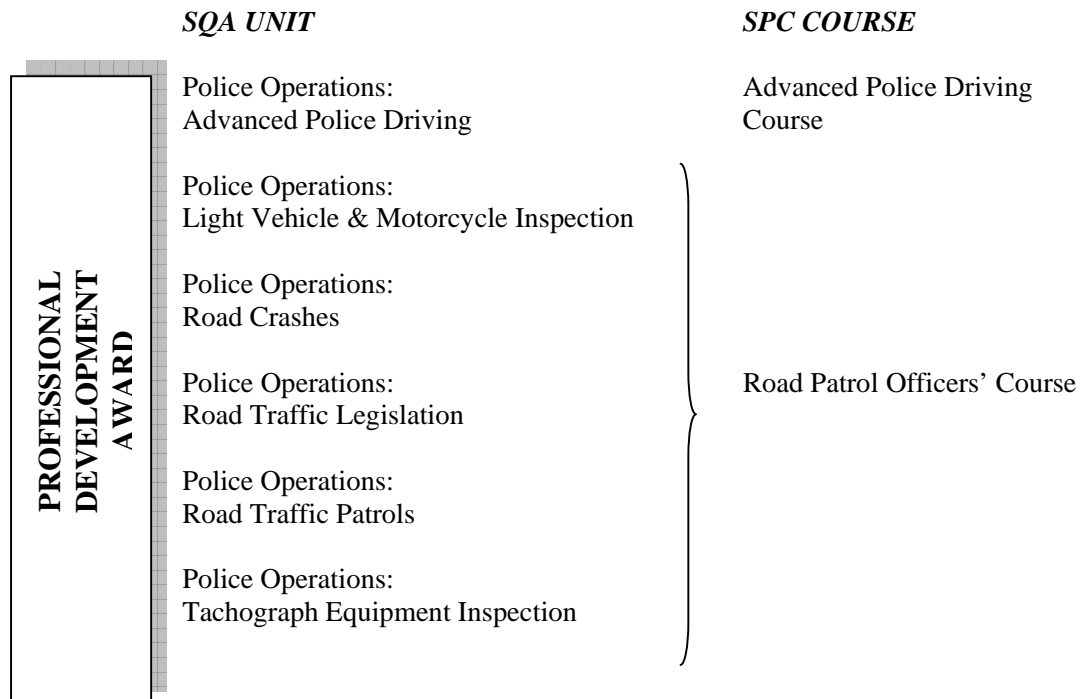 SQA UNIT
SPC COURSE
Police Operations:
Advanced Police Driving
Advanced Police Driving
Course
Police Operations:
Light Vehicle & Motorcycle Inspection
Police Operations:
Road Crashes
Police Operations:
Road Traffic Legislation
Road Patrol Officers’ Course
Police Operations:
Road Traffic Patrols
Police Operations:
Tachograph Equipment Inspection
PROFESSIONAL
DEVELOPMENT
AWARD